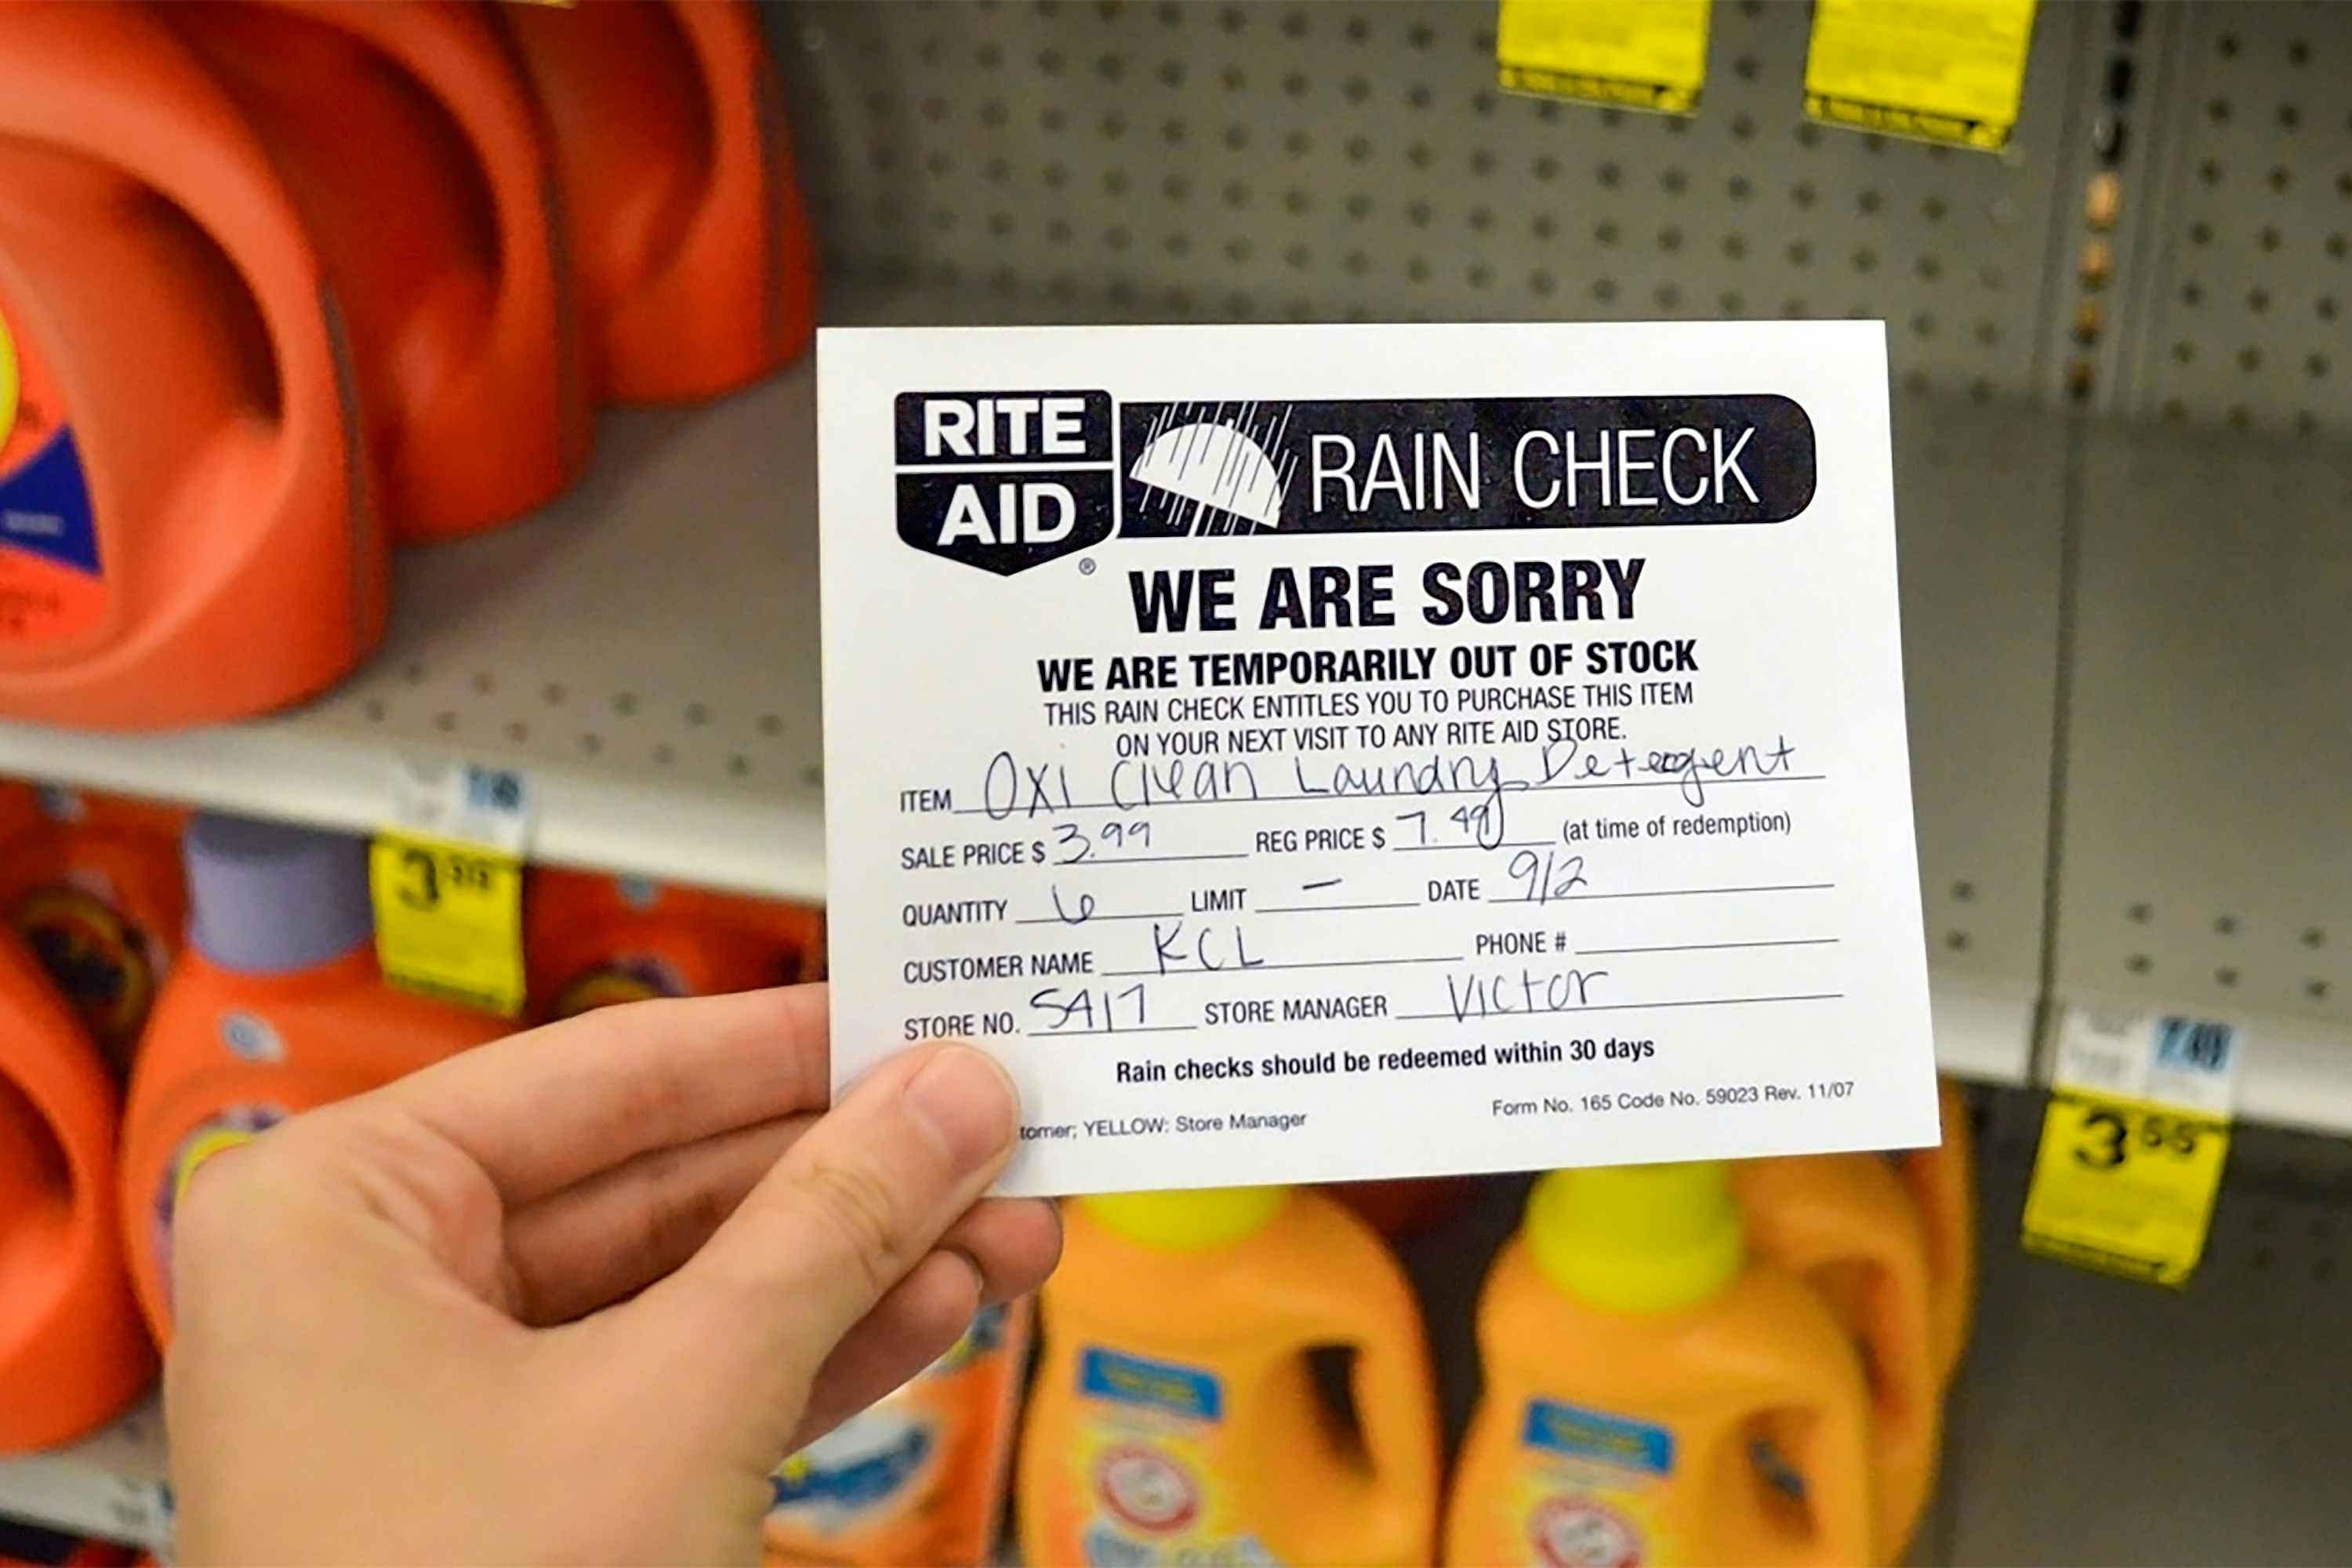 RITE AID® RAIN CHECK
WE ARE SORRY
WE ARE TEMPORARILY OUT OF STOCK
THIS RAIN CHECK ENTITLES YOU TO PURCHASE THIS ITEM
ON YOUR NEXT VISIT TO ANY RITE AID STORE.
ITEM Oxi Clean Laundry Detergent
SALE PRICE $ 3.99 REG PRICE $ 7.49 (at time of redemption)
QUANTITY 6 LIMIT – DATE 9/2
CUSTOMER NAME KCL PHONE #
STORE NO. 5417 STORE MANAGER Victor
Rain checks should be redeemed within 30 days
tomer; YELLOW: Store Manager Form No. 165 Code No. 59023 Rev. 11/07
7.49
3